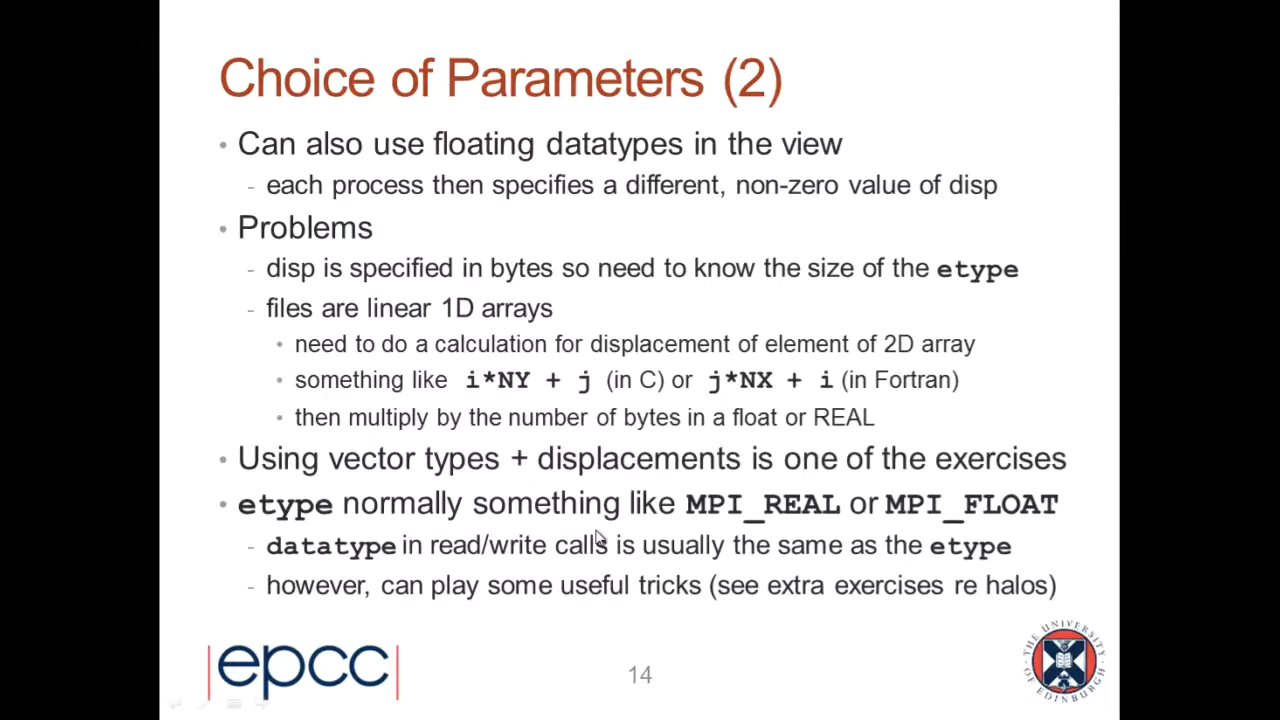 Choice of Parameters (2)
• Can also use floating datatypes in the view
- each process then specifies a different, non-zero value of disp
• Problems
- disp is specified in bytes so need to know the size of the etype
- files are linear 1D arrays
• need to do a calculation for displacement of element of 2D array
• something like i*NY + j (in C) or j*NX + i (in Fortran)
• then multiply by the number of bytes in a float or REAL
• Using vector types + displacements is one of the exercises
• etype normally something like MPI_REAL or MPI_FLOAT
- datatype in read/write calls is usually the same as the etype
- however, can play some useful tricks (see extra exercises re halos)
epcc
14
THE UNIVERSITY
OF EDINBURGH